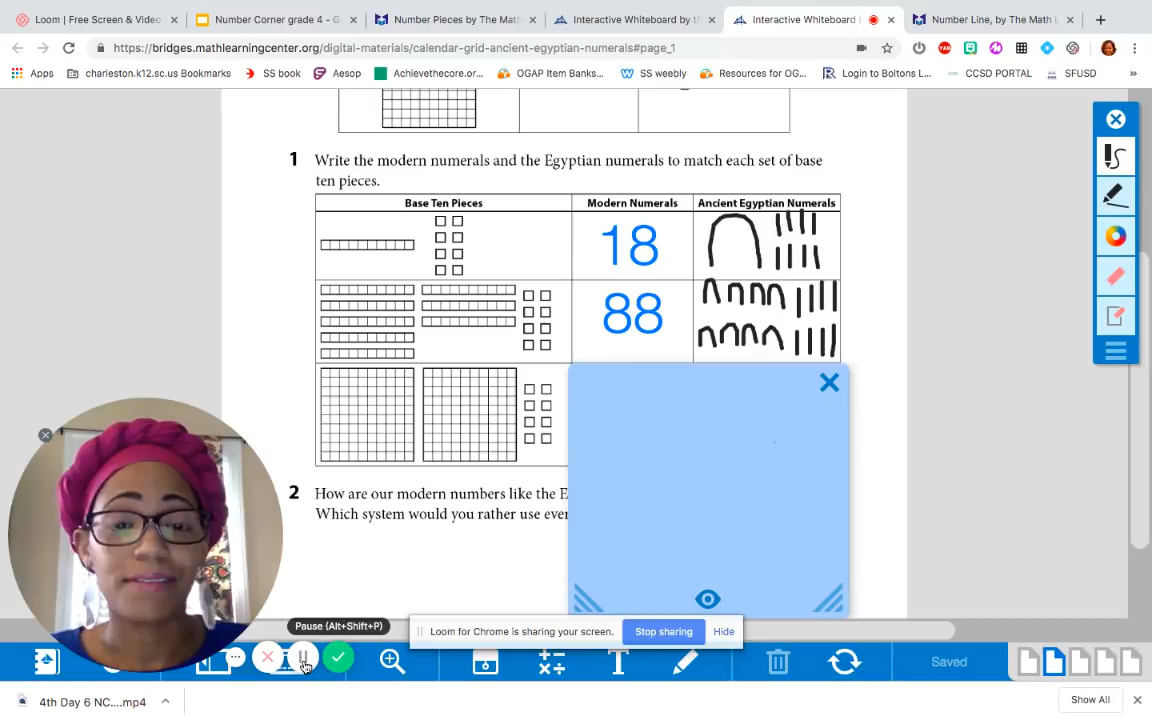 Loom | Free Screen & Video
Number Corner grade 4 - G
Number Pieces by The Math
Interactive Whiteboard by the
Interactive Whiteboard
Number Line, by The Math
https://bridges.mathlearningcenter.org/digital-materials/calendar-grid-ancient-egyptian-numerals#page_1
Apps
charleston.k12.sc.us Bookmarks
SS book
Aesop
Achievethecore.or...
OGAP Item Banks...
SS weebly
Resources for OG...
Login to Boltons L...
CCSD PORTAL
SFUSD
1 Write the modern numerals and the Egyptian numerals to match each set of base
ten pieces.
Base Ten Pieces Modern Numerals Ancient Egyptian Numerals
18
88
2 How are our modern numbers like the E
Which system would you rather use ever
Pause (Alt+Shift+P)
Loom for Chrome is sharing your screen. Stop sharing Hide
Saved
4th Day 6 NC....mp4
Show All